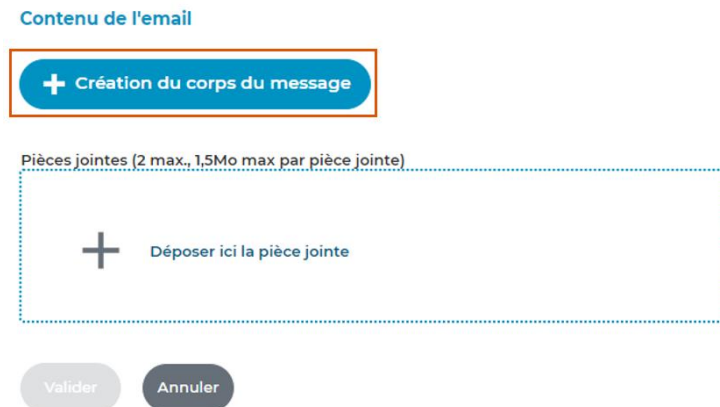 Contenu de l'email
Création du corps du message
Pièces jointes (2 max., 1,5Mo max par pièce jointe)
Déposer ici la pièce jointe
Valider
Annuler